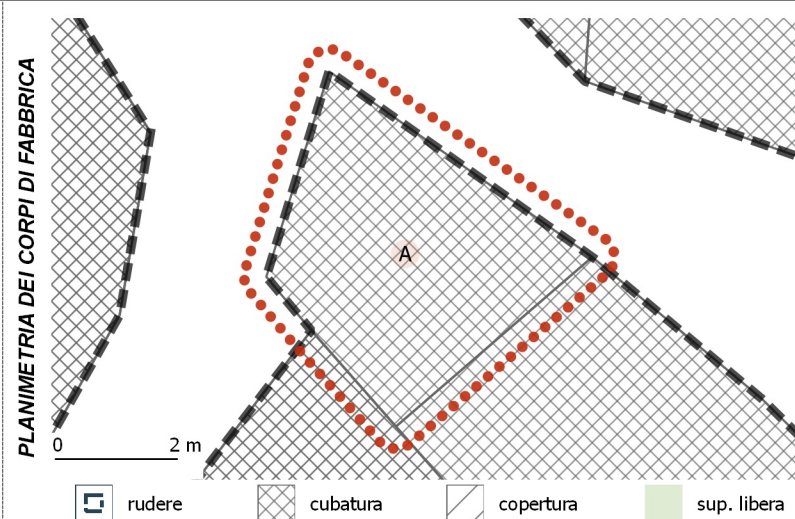 PLANIMETRIA DEI CORPI DI FABBRICA
A
0 2 m
rudere cubatura copertura sup. libera